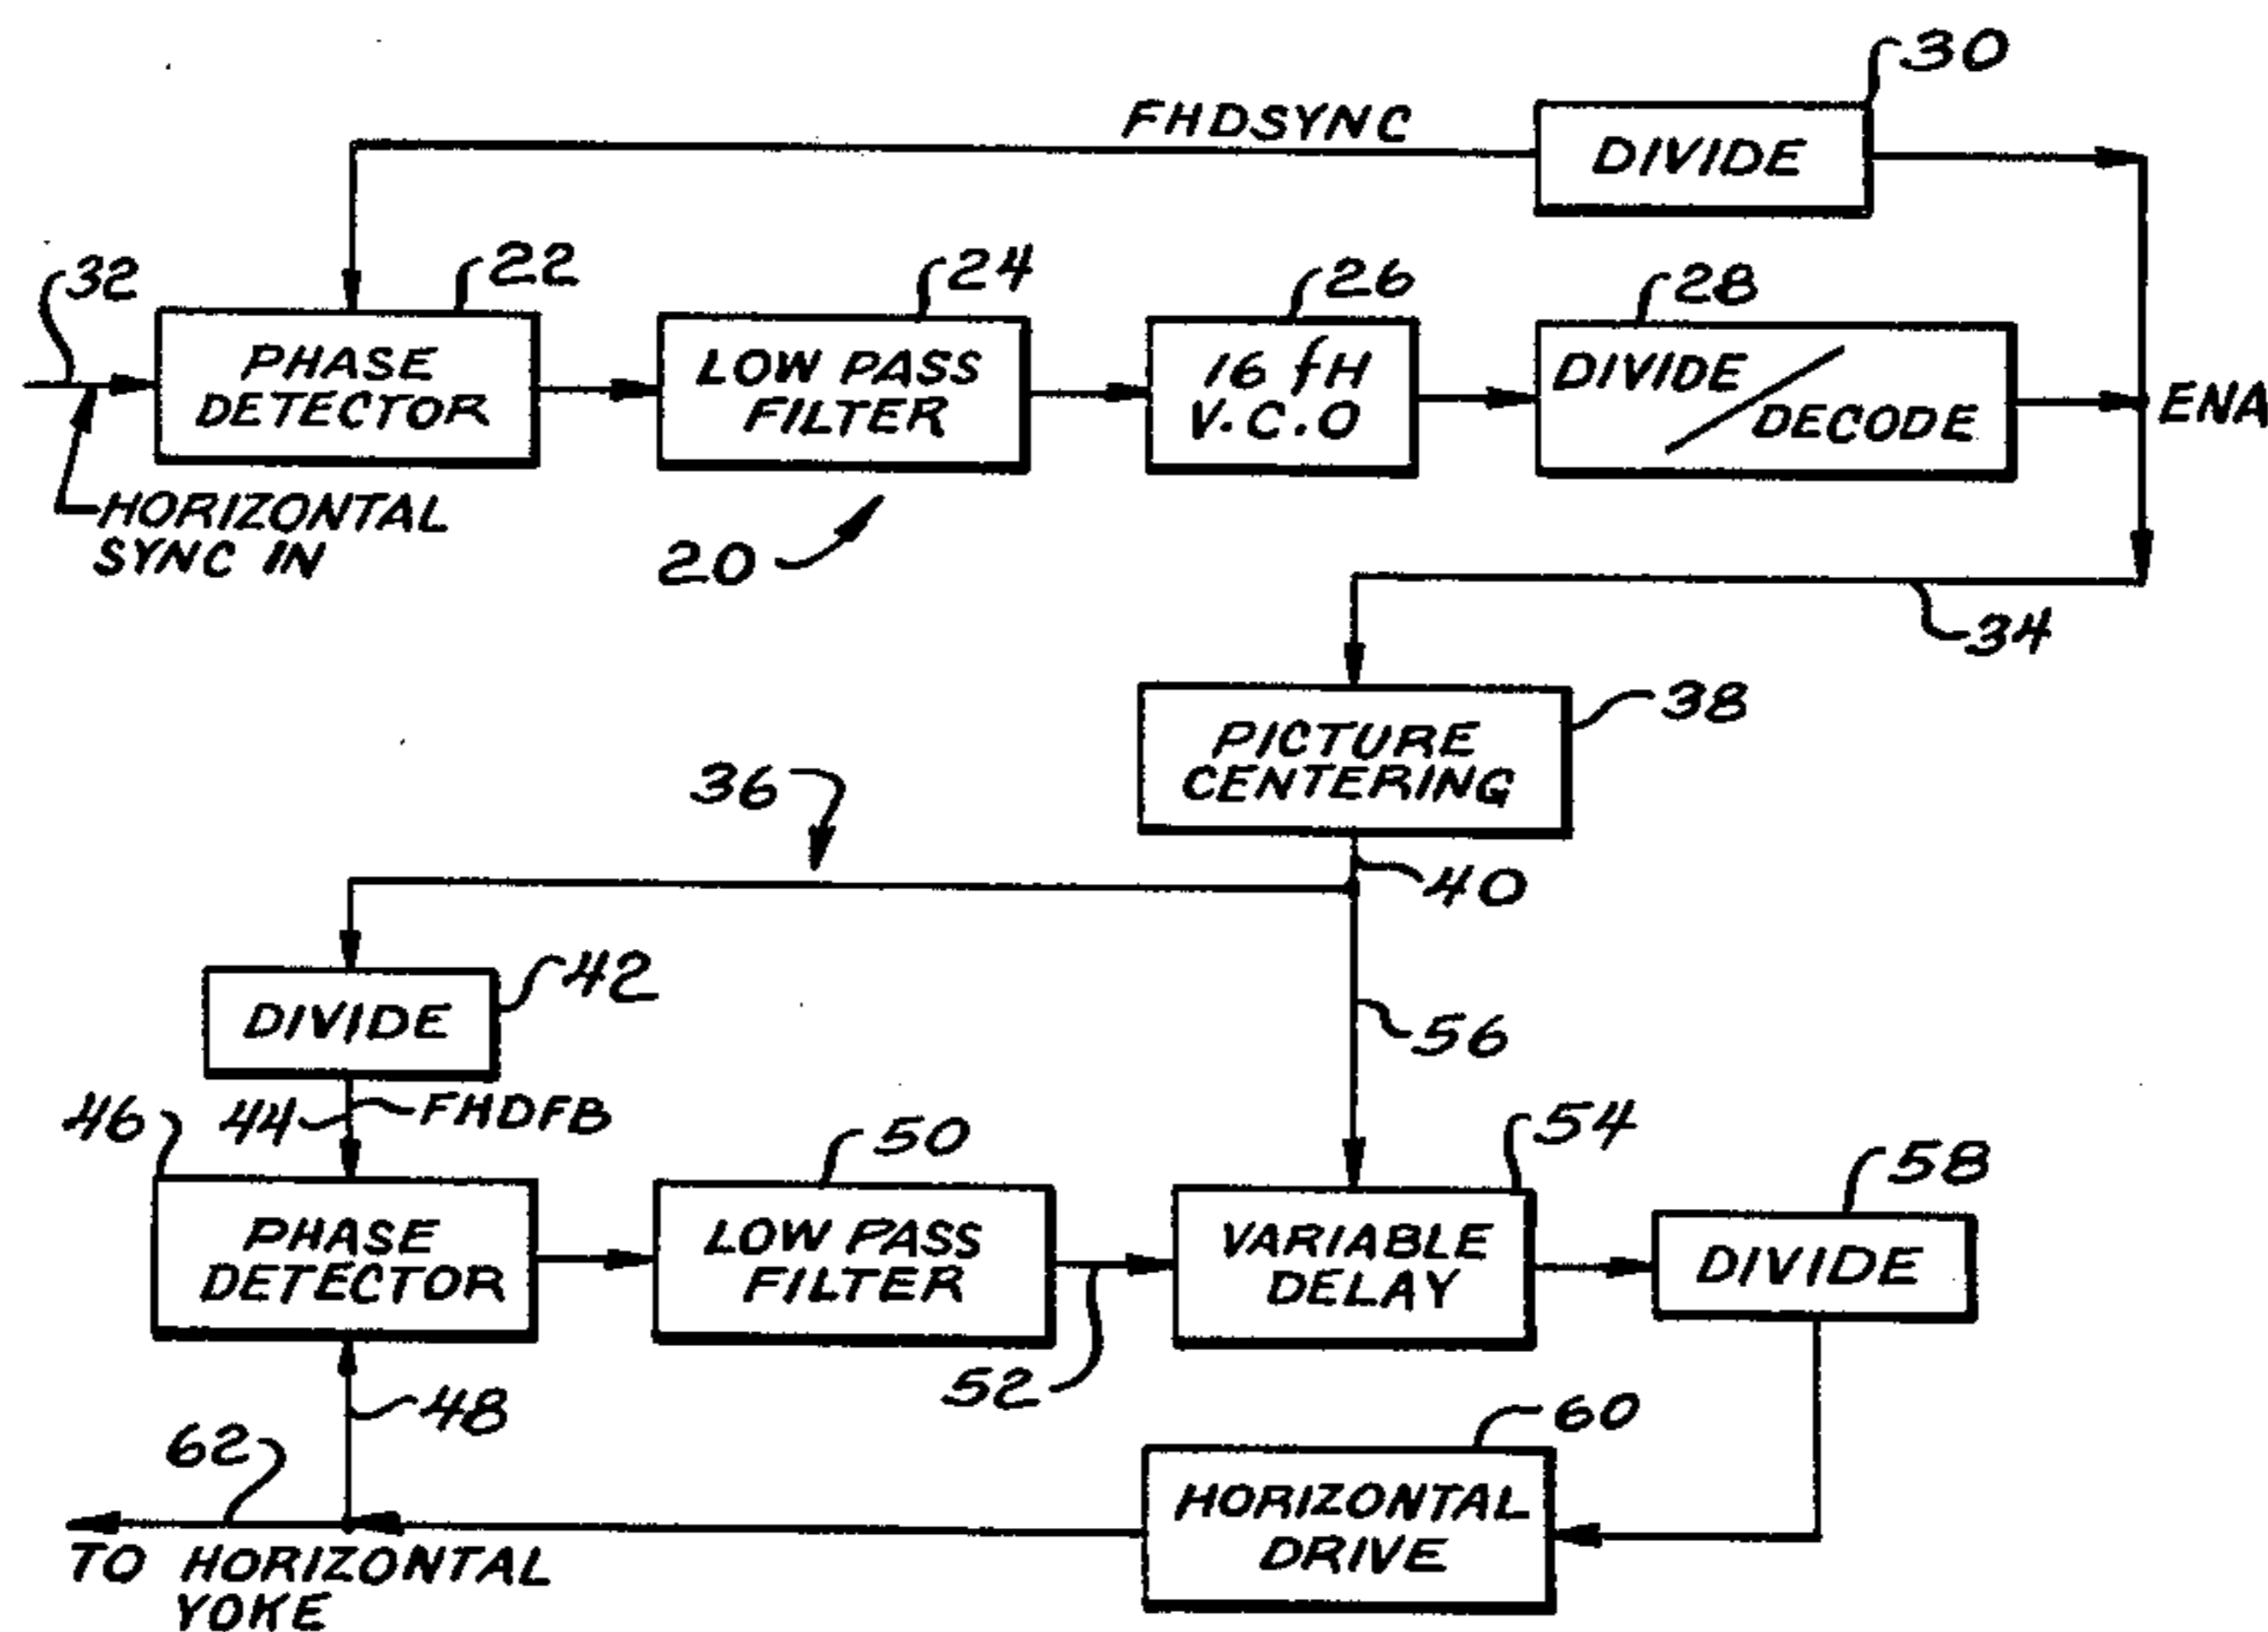 30
FHDSYNC
DIVIDE
32
22
24
26
28
PHASE
DETECTOR
LOW PASS
FILTER
16 fH
V.C.O
DIVIDE/
DECODE
ENA
HORIZONTAL
SYNC IN
20
34
38
PICTURE
CENTERING
36
40
42
DIVIDE
56
46
44
FHDFB
50
54
58
PHASE
DETECTOR
LOW PASS
FILTER
VARIABLE
DELAY
DIVIDE
52
48
60
62
HORIZONTAL
DRIVE
TO HORIZONTAL
YOKE